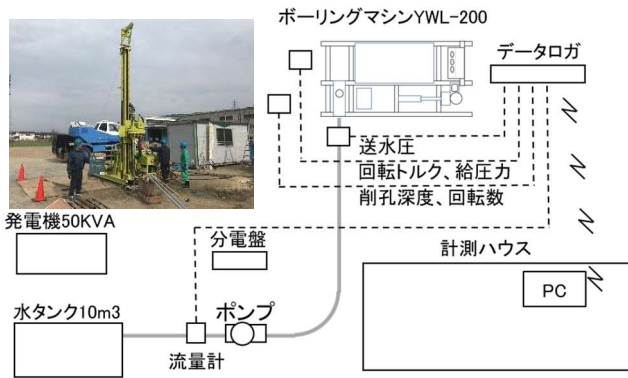 ボーリングマシンYWL-200
データロガ
送水圧
回転トルク、給圧力
削孔深度、回転数
発電機50KVA
分電盤
計測ハウス
PC
水タンク10m3
ポンプ
流量計